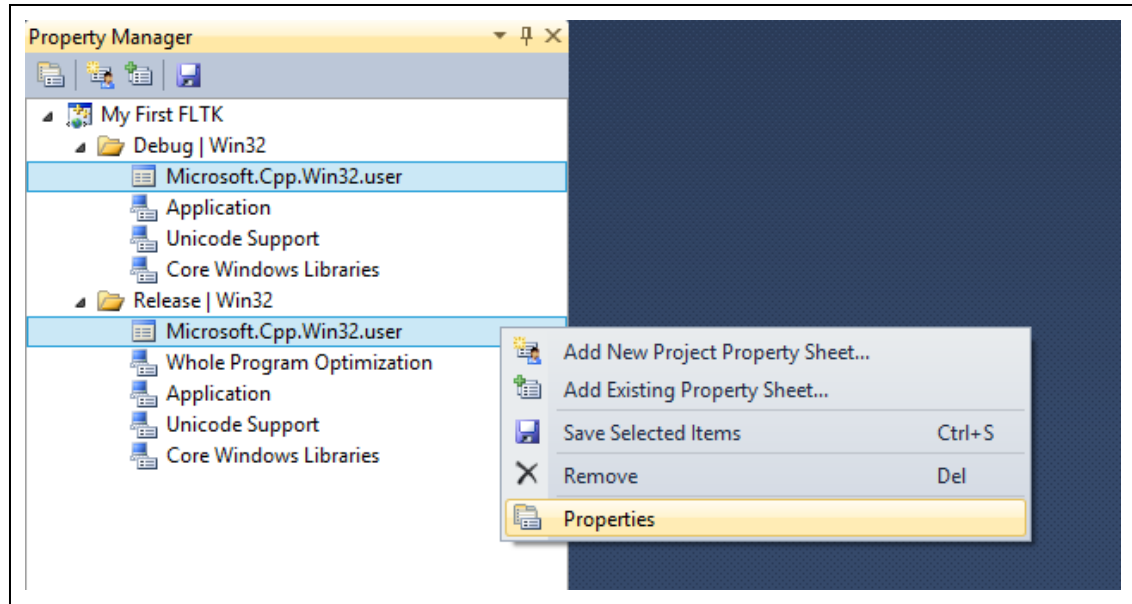 Property Manager
My First FLTK
Debug | Win32
Microsoft.Cpp.Win32.user
Application
Unicode Support
Core Windows Libraries
Release | Win32
Microsoft.Cpp.Win32.user
Whole Program Optimization
Application
Unicode Support
Core Windows Libraries
Add New Project Property Sheet...
Add Existing Property Sheet...
Save Selected Items Ctrl+S
Remove Del
Properties